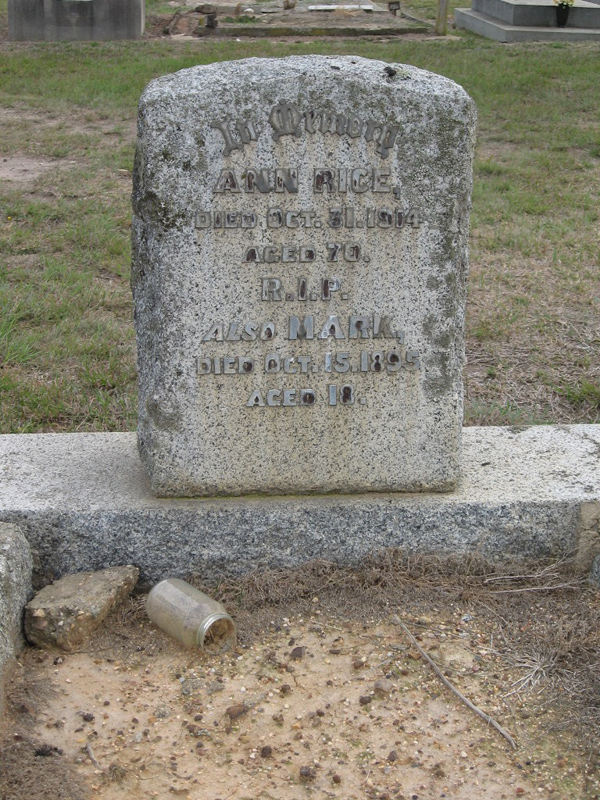 In Memory
ANN RICE,
DIED OCT. 31. 1914
AGED 70.
R.I.P.
ALSO MARK,
DIED OCT. 15. 1895
AGED 18.